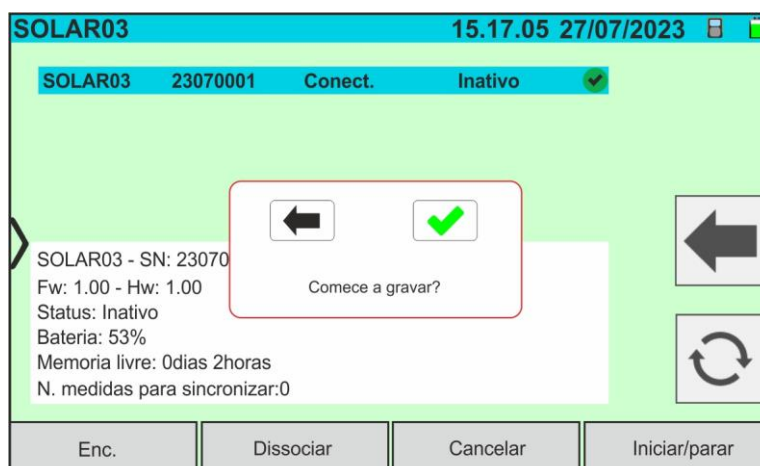 SOLAR03 15.17.05 27/07/2023
SOLAR03 23070001 Conect. Inativo
Comece a gravar?
SOLAR03 - SN: 23070
Fw: 1.00 - Hw: 1.00
Status: Inativo
Bateria: 53%
Memoria livre: 0dias 2horas
N. medidas para sincronizar:0
Enc. Dissociar Cancelar Iniciar/parar